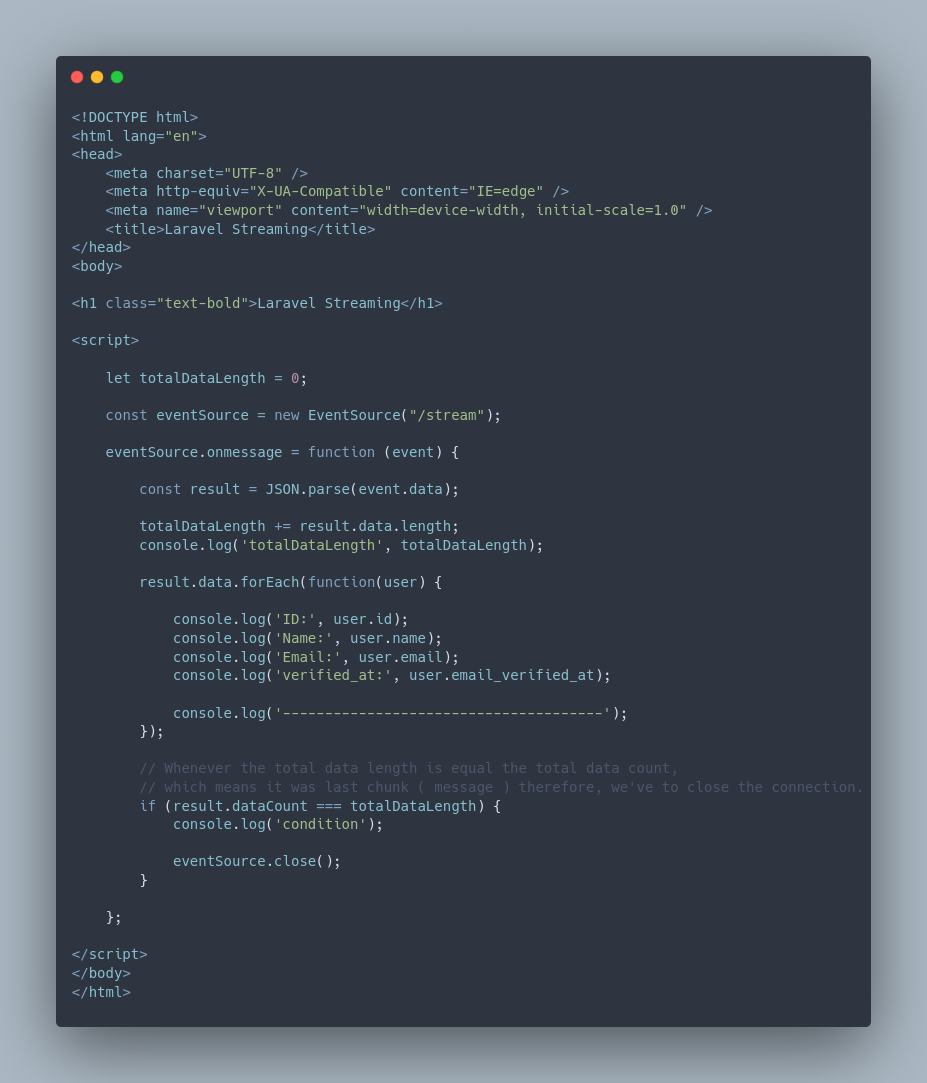 <!DOCTYPE html>
<html lang="en">
<head>
    <meta charset="UTF-8" />
    <meta http-equiv="X-UA-Compatible" content="IE=edge" />
    <meta name="viewport" content="width=device-width, initial-scale=1.0" />
    <title>Laravel Streaming</title>
</head>
<body>
<h1 class="text-bold">Laravel Streaming</h1>
<script>
    let totalDataLength = 0;
    const eventSource = new EventSource("/stream");
    eventSource.onmessage = function (event) {
        const result = JSON.parse(event.data);
        totalDataLength += result.data.length;
        console.log('totalDataLength', totalDataLength);
        result.data.forEach(function(user) {
            console.log('ID:', user.id);
            console.log('Name:', user.name);
            console.log('Email:', user.email);
            console.log('verified_at:', user.email_verified_at);
            console.log('--------------------------------------');
        });
        // Whenever the total data length is equal the total data count,
        // which means it was last chunk ( message ) therefore, we've to close the connection.
        if (result.dataCount === totalDataLength) {
            console.log('condition');
            eventSource.close();
        }
    };
</script>
</body>
</html>